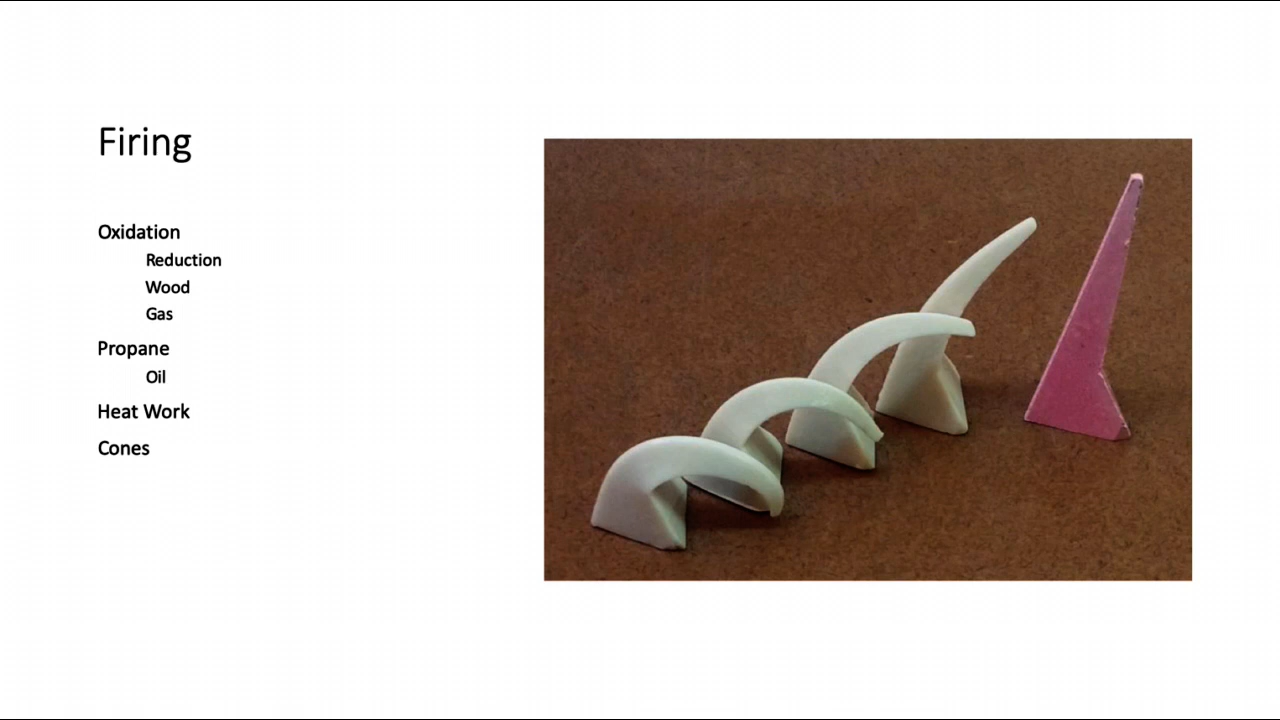 Firing
Oxidation
Reduction
Wood
Gas
Propane
Oil
Heat Work
Cones